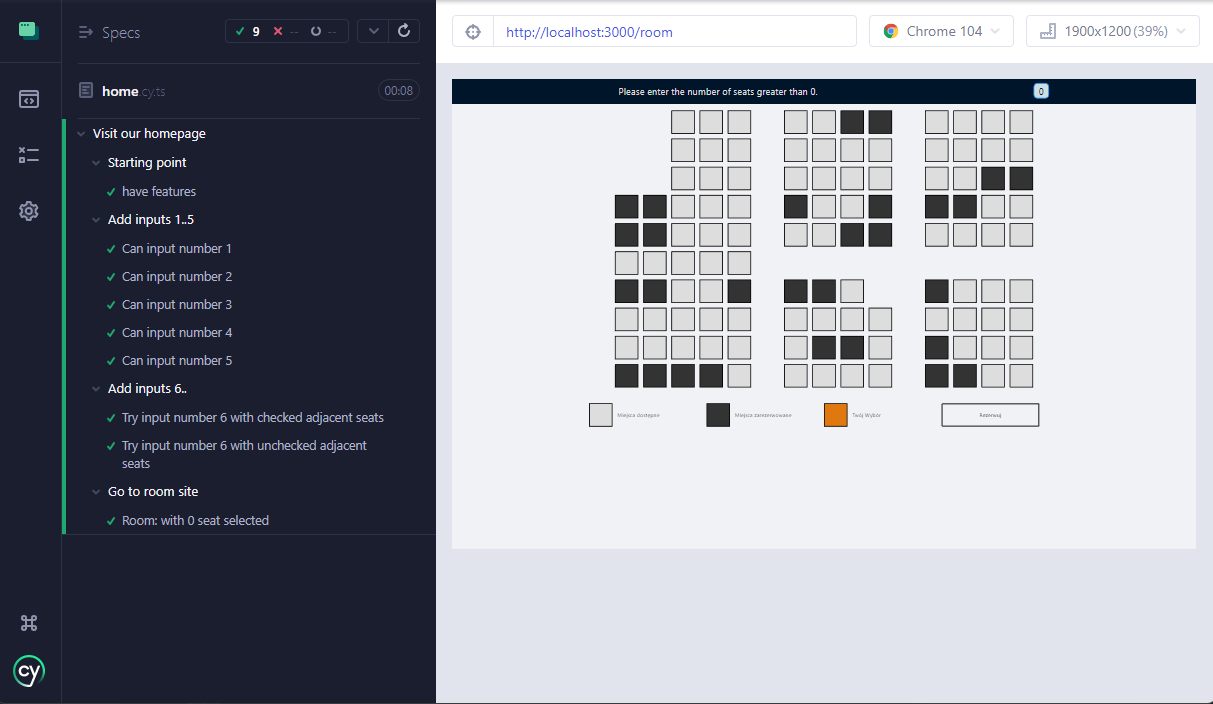 Specs
9 -- --
http://localhost:3000/room
Chrome 104
1900x1200 (39%)
home.cy.ts
00:08
Visit our homepage
Starting point
have features
Add inputs 1..5
Can input number 1
Can input number 2
Can input number 3
Can input number 4
Can input number 5
Add inputs 6..
Try input number 6 with checked adjacent seats
Try input number 6 with unchecked adjacent
seats
Go to room site
Room: with 0 seat selected
cy
Please enter the number of seats greater than 0.
0
Miejsca dostępne
Miejsca zarezerwowane
Twój Wybór
Rezerwuj